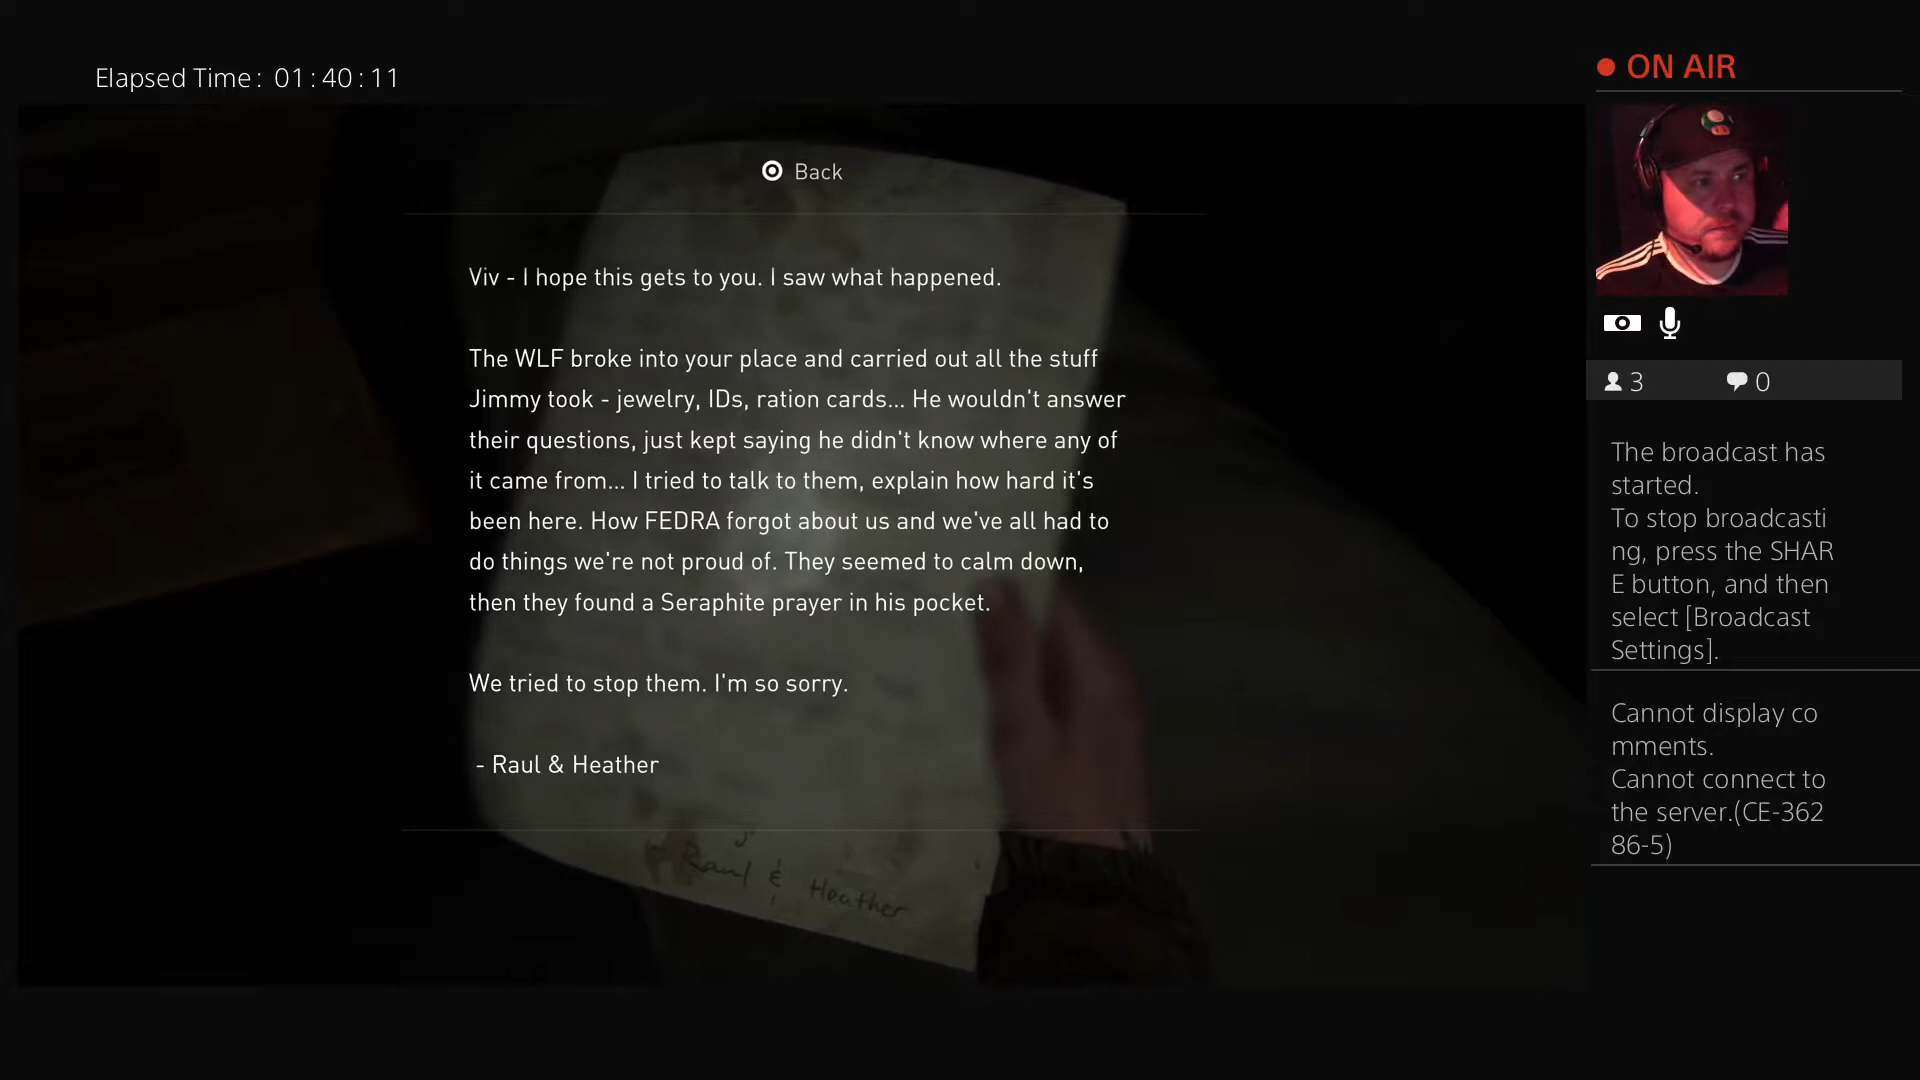 Elapsed Time: 01:40:11
ON AIR
Back
3
0
Viv - I hope this gets to you. I saw what happened.
The WLF broke into your place and carried out all the stuff
Jimmy took - jewelry, IDs, ration cards... He wouldn't answer
their questions, just kept saying he didn't know where any of
it came from... I tried to talk to them, explain how hard it's
been here. How FEDRA forgot about us and we've all had to
do things we're not proud of. They seemed to calm down,
then they found a Seraphite prayer in his pocket.
We tried to stop them. I'm so sorry.
- Raul & Heather
Raul & Heather
The broadcast has
started.
To stop broadcasti
ng, press the SHAR
E button, and then
select [Broadcast
Settings].
Cannot display co
mments.
Cannot connect to
the server.(CE-362
86-5)